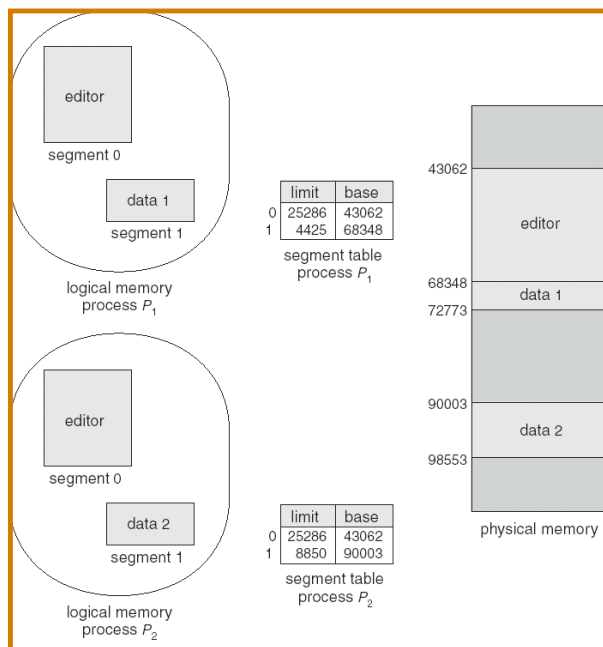 editor
segment 0
data 1
segment 1
logical memory
process P1
limit base
0 25286 43062
1 4425 68348
segment table
process P1
editor
segment 0
data 2
segment 1
logical memory
process P2
limit base
0 25286 43062
1 8850 90003
segment table
process P2
43062
editor
68348
data 1
72773
90003
data 2
98553
physical memory